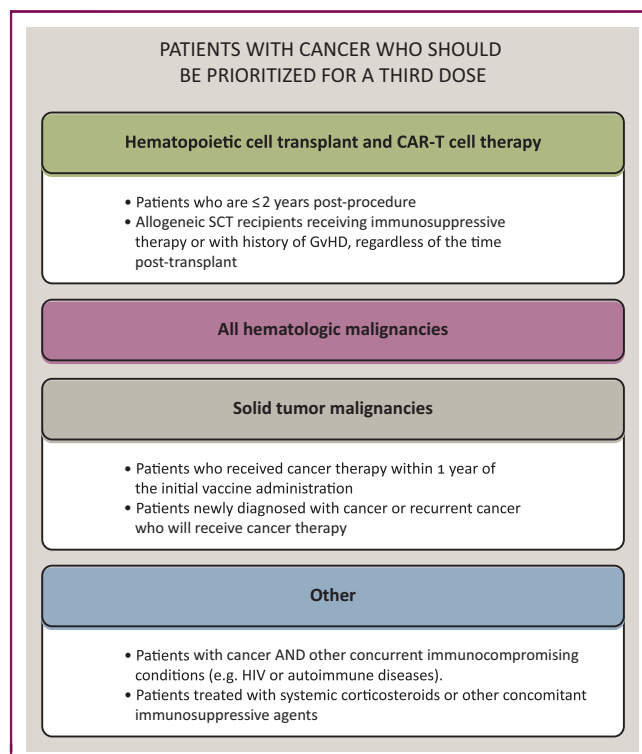 PATIENTS WITH CANCER WHO SHOULD
BE PRIORITIZED FOR A THIRD DOSE
Hematopoietic cell transplant and CAR-T cell therapy
• Patients who are ≤ 2 years post-procedure
• Allogeneic SCT recipients receiving immunosuppressive
therapy or with history of GvHD, regardless of the time
post-transplant
All hematologic malignancies
Solid tumor malignancies
• Patients who received cancer therapy within 1 year of
the initial vaccine administration
• Patients newly diagnosed with cancer or recurrent cancer
who will receive cancer therapy
Other
• Patients with cancer AND other concurrent immunocompromising
conditions (e.g. HIV or autoimmune diseases).
• Patients treated with systemic corticosteroids or other concomitant
immunosuppressive agents